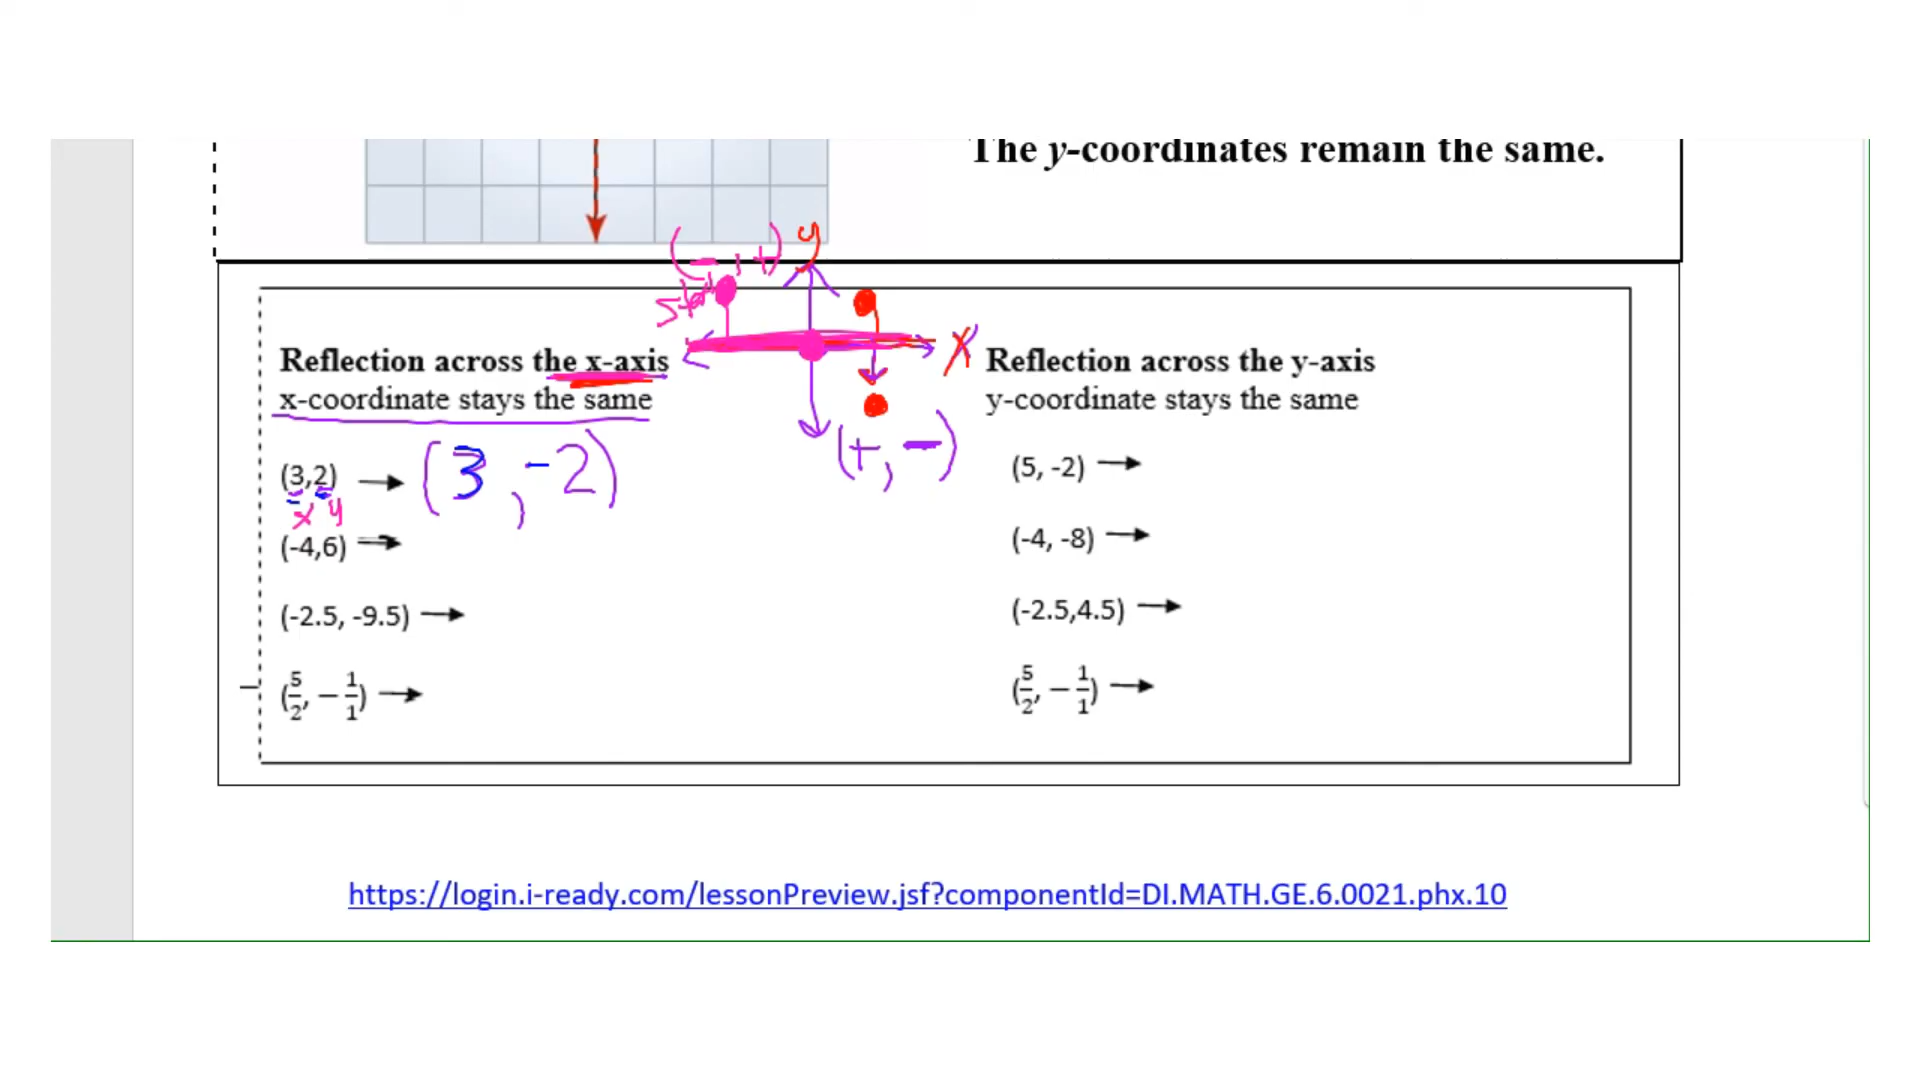 The y-coordinates remain the same.
(-,+) y
Start
x
Reflection across the x-axis
x-coordinate stays the same
(3,2) → (3,-2)
x y
(-4,6) →
(-2.5, -9.5) →
(5/2, − 1/1) →
(+,-)
Reflection across the y-axis
y-coordinate stays the same
(5, -2) →
(-4, -8) →
(-2.5,4.5) →
(5/2, − 1/1) →
https://login.i-ready.com/lessonPreview.jsf?componentId=DI.MATH.GE.6.0021.phx.10